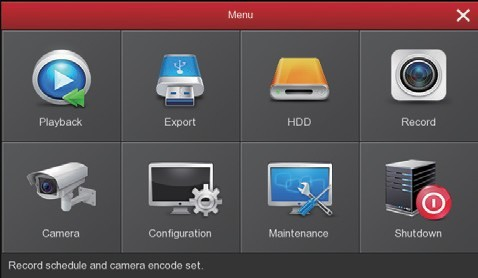 Menu
Playback
Export
HDD
Record
Camera
Configuration
Maintenance
Shutdown
Record schedule and camera encode set.